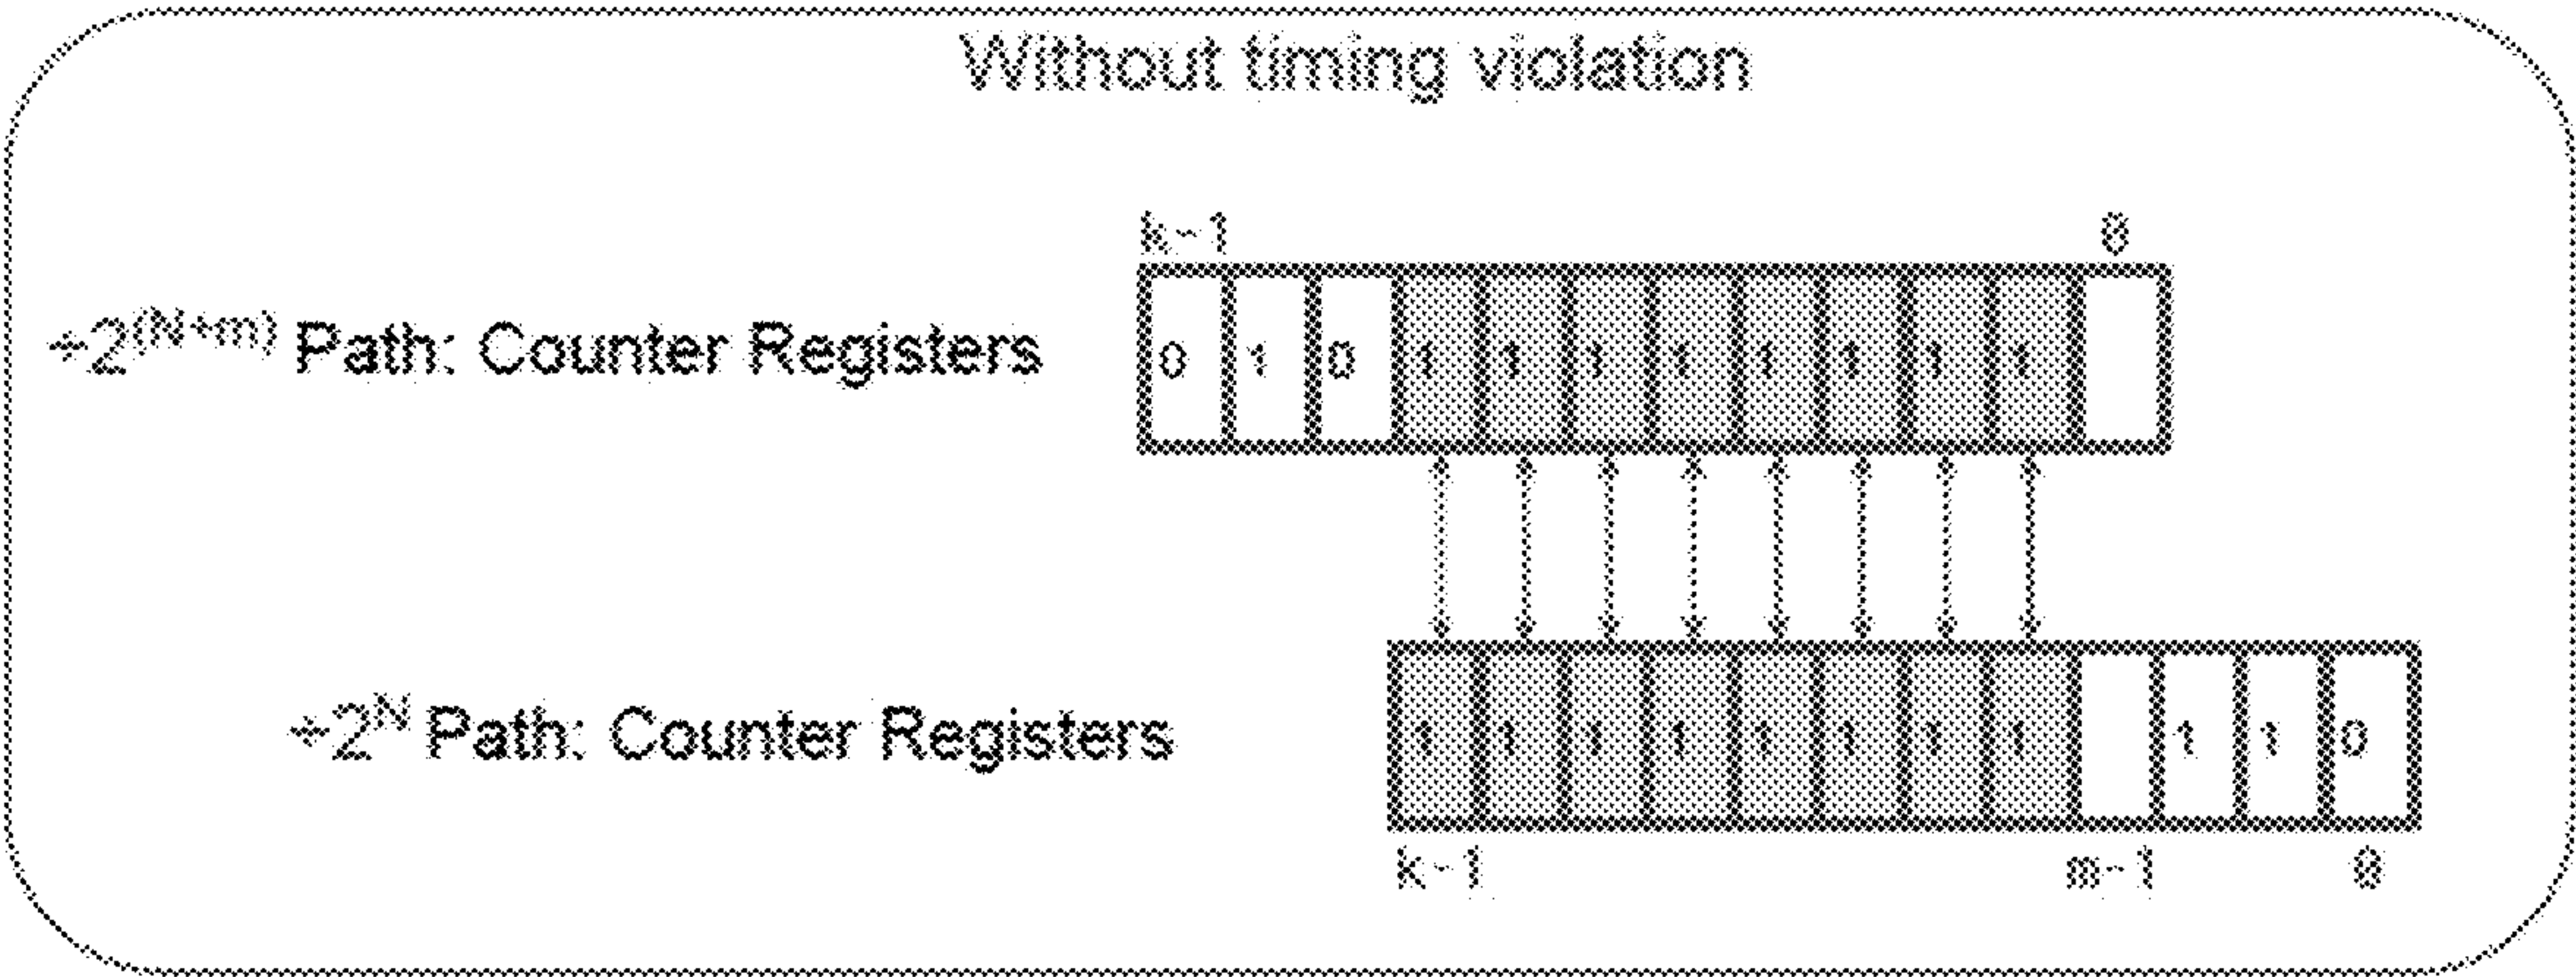 Without timing violation
k-1 0
÷2^(N+m) Path: Counter Registers 0 1 0 1 1 1 1 1 1 1 1
÷2^N Path: Counter Registers 1 1 1 1 1 1 1 1 1 1 0
k-1 m-1 0